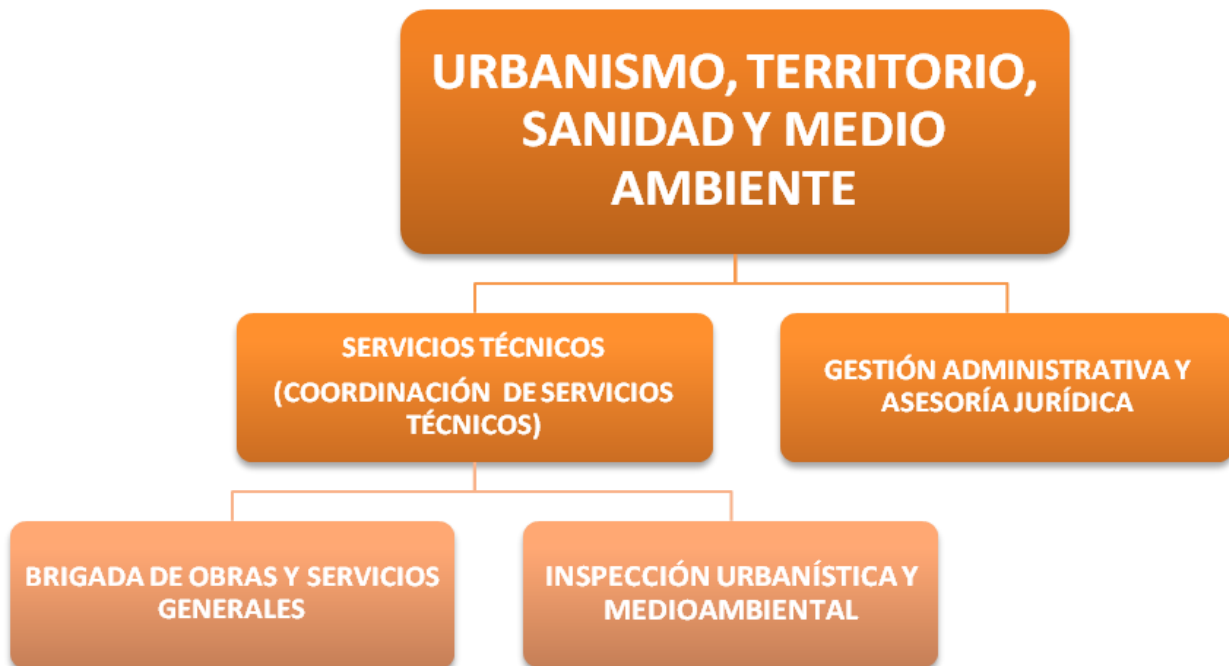 URBANISMO, TERRITORIO,
SANIDAD Y MEDIO
AMBIENTE
SERVICIOS TÉCNICOS
(COORDINACIÓN DE SERVICIOS
TÉCNICOS)
GESTIÓN ADMINISTRATIVA Y
ASESORÍA JURÍDICA
BRIGADA DE OBRAS Y SERVICIOS
GENERALES
INSPECCIÓN URBANÍSTICA Y
MEDIOAMBIENTAL